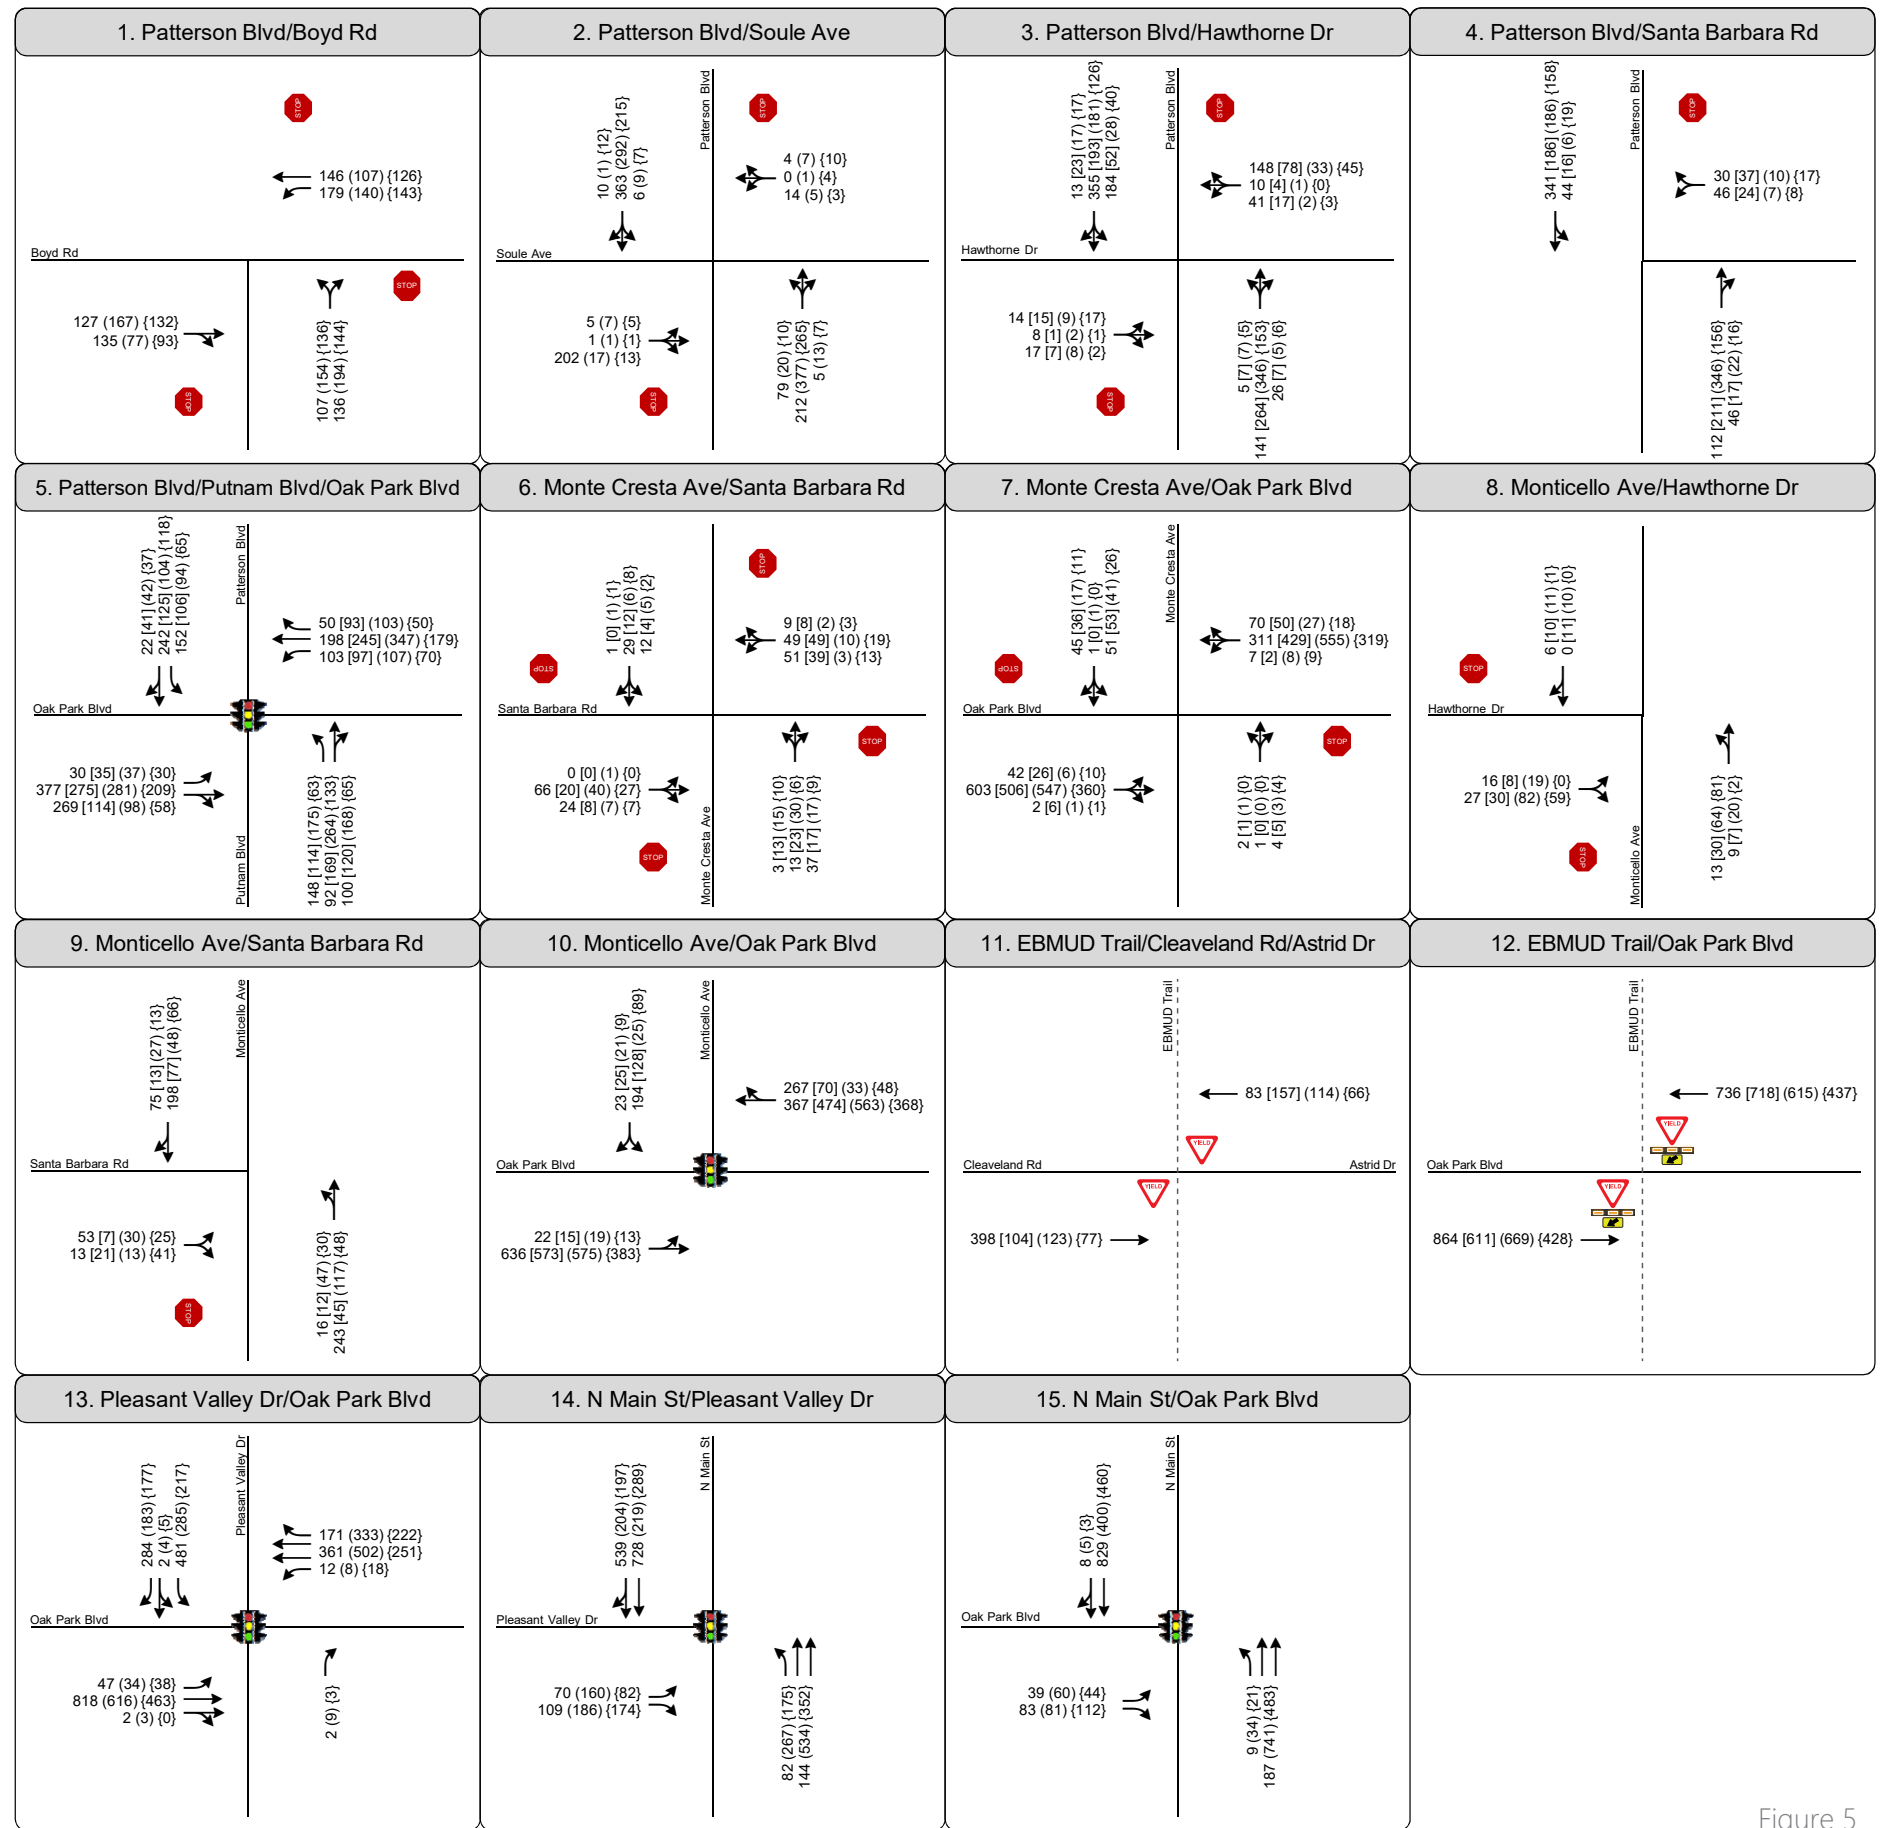 1. Patterson Blvd/Boyd Rd
STOP
146 (107) {126}
179 (140) {143}
Boyd Rd
STOP
127 (167) {132}
135 (77) {93}
STOP
107 (154) {136}
136 (194) {144}
2. Patterson Blvd/Soule Ave
10 (1) {12}
363 (292) {215}
6 (9) {7}
Patterson Blvd
STOP
4 (7) {10}
0 (1) {4}
14 (5) {3}
Soule Ave
5 (7) {5}
1 (1) {1}
202 (17) {13}
STOP
79 (20) {10}
212 (377) {265}
5 (13) {7}
3. Patterson Blvd/Hawthorne Dr
13 [23] (17) {17}
355 [193] (181) {126}
184 [52] (28) {40}
Patterson Blvd
STOP
148 [78] (33) {45}
10 [4] (1) {0}
41 [17] (2) {3}
Hawthorne Dr
14 [15] (9) {17}
8 [1] (2) {1}
17 [7] (8) {2}
STOP
5 [7] (7) {5}
141 [264] (346) {153}
26 [7] (5) {6}
4. Patterson Blvd/Santa Barbara Rd
341 [186] (186) {158}
44 [16] (6) {19}
Patterson Blvd
STOP
30 [37] (10) {17}
46 [24] (7) {8}
112 [211] (346) {156}
46 [17] (22) {16}
5. Patterson Blvd/Putnam Blvd/Oak Park Blvd
22 [41] (42) {37}
242 [125] (104) {118}
152 [106] (94) {65}
Patterson Blvd
50 [93] (103) {50}
198 [245] (347) {179}
103 [97] (107) {70}
Oak Park Blvd
30 [35] (37) {30}
377 [275] (281) {209}
269 [114] (98) {58}
Putnam Blvd
148 [114] (175) {63}
92 [169] (264) {133}
100 [120] (168) {65}
6. Monte Cresta Ave/Santa Barbara Rd
1 [0] (1) {1}
29 [12] (6) {8}
12 [4] (5) {2}
STOP
STOP
9 [8] (2) {3}
49 [49] (10) {19}
51 [39] (3) {13}
Santa Barbara Rd
STOP
0 [0] (1) {0}
66 [20] (40) {27}
24 [8] (7) {7}
STOP
Monte Cresta Ave
3 [13] (15) {10}
13 [23] (30) {6}
37 [17] (17) {9}
7. Monte Cresta Ave/Oak Park Blvd
45 [36] (17) {11}
1 [0] (1) {0}
51 [53] (41) {26}
Monte Cresta Ave
STOP
70 [50] (27) {18}
311 [429] (555) {319}
7 [2] (8) {9}
Oak Park Blvd
STOP
42 [26] (6) {10}
603 [506] (547) {360}
2 [6] (1) {1}
2 [1] (1) {0}
1 [0] (0) {0}
4 [5] (3) {4}
8. Monticello Ave/Hawthorne Dr
6 [10] (11) {1}
0 [11] (10) {0}
STOP
Hawthorne Dr
16 [8] (19) {0}
27 [30] (82) {59}
STOP
Monticello Ave
13 [30] (64) {81}
9 [7] (20) {2}
9. Monticello Ave/Santa Barbara Rd
75 [13] (27) {13}
198 [77] (48) {66}
Monticello Ave
Santa Barbara Rd
53 [7] (30) {25}
13 [21] (13) {41}
STOP
16 [12] (47) {30}
243 [45] (117) {48}
10. Monticello Ave/Oak Park Blvd
23 [25] (21) {9}
194 [128] (25) {89}
Monticello Ave
267 [70] (33) {48}
367 [474] (563) {368}
Oak Park Blvd
22 [15] (19) {13}
636 [573] (575) {383}
11. EBMUD Trail/Cleaveland Rd/Astrid Dr
EBMUD Trail
83 [157] (114) {66}
YIELD
Cleaveland Rd
Astrid Dr
YIELD
398 [104] (123) {77}
12. EBMUD Trail/Oak Park Blvd
EBMUD Trail
736 [718] (615) {437}
YIELD
Oak Park Blvd
YIELD
864 [611] (669) {428}
13. Pleasant Valley Dr/Oak Park Blvd
284 (183) {177}
2 (4) {5}
481 (285) {217}
Pleasant Valley Dr
171 (333) {222}
361 (502) {251}
12 (8) {18}
Oak Park Blvd
47 (34) {38}
818 (616) {463}
2 (3) {0}
2 (9) {3}
14. N Main St/Pleasant Valley Dr
539 (204) {197}
728 (219) {289}
N Main St
Pleasant Valley Dr
70 (160) {82}
109 (186) {174}
82 (267) {175}
144 (534) {352}
15. N Main St/Oak Park Blvd
8 (5) {3}
829 (400) {460}
N Main St
Oak Park Blvd
39 (60) {44}
83 (81) {112}
9 (34) {21}
187 (741) {483}
Figure 5